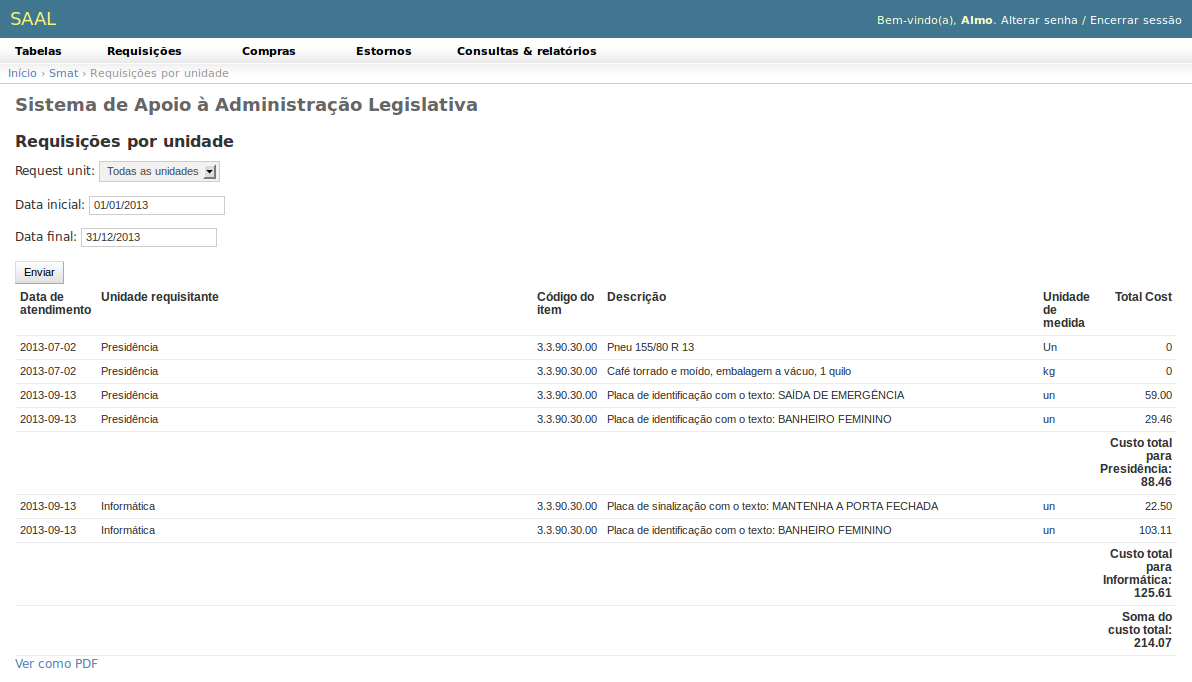 SAAL
Bem-vindo(a), Almo. Alterar senha / Encerrar sessão
Tabelas Requisições Compras Estornos Consultas & relatórios
Início › Smat › Requisições por unidade
Sistema de Apoio à Administração Legislativa
Requisições por unidade
Request unit: Todas as unidades
Data inicial: 01/01/2013
Data final: 31/12/2013
Enviar
Data de atendimento Unidade requisitante Código do item Descrição Unidade de medida Total Cost
2013-07-02 Presidência 3.3.90.30.00 Pneu 155/80 R 13 Un 0
2013-07-02 Presidência 3.3.90.30.00 Café torrado e moído, embalagem a vácuo, 1 quilo kg 0
2013-09-13 Presidência 3.3.90.30.00 Placa de identificação com o texto: SAÍDA DE EMERGÊNCIA un 59.00
2013-09-13 Presidência 3.3.90.30.00 Placa de identificação com o texto: BANHEIRO FEMININO un 29.46
Custo total
para
Presidência:
88.46
2013-09-13 Informática 3.3.90.30.00 Placa de sinalização com o texto: MANTENHA A PORTA FECHADA un 22.50
2013-09-13 Informática 3.3.90.30.00 Placa de identificação com o texto: BANHEIRO FEMININO un 103.11
Custo total
para
Informática:
125.61
Soma do
custo total:
214.07
Ver como PDF